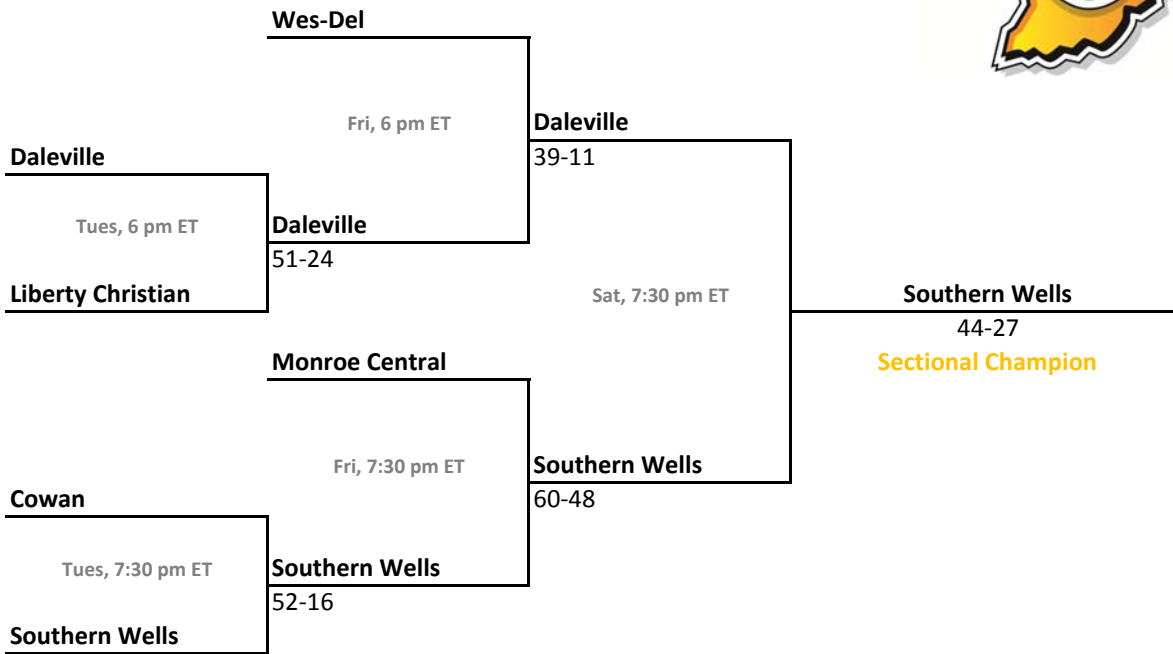 Wes-Del
Fri, 6 pm ET
Daleville
39-11
Daleville
Tues, 6 pm ET
Daleville
51-24
Liberty Christian
Sat, 7:30 pm ET
Southern Wells
44-27
Sectional Champion
Monroe Central
Fri, 7:30 pm ET
Southern Wells
60-48
Cowan
Tues, 7:30 pm ET
Southern Wells
52-16
Southern Wells